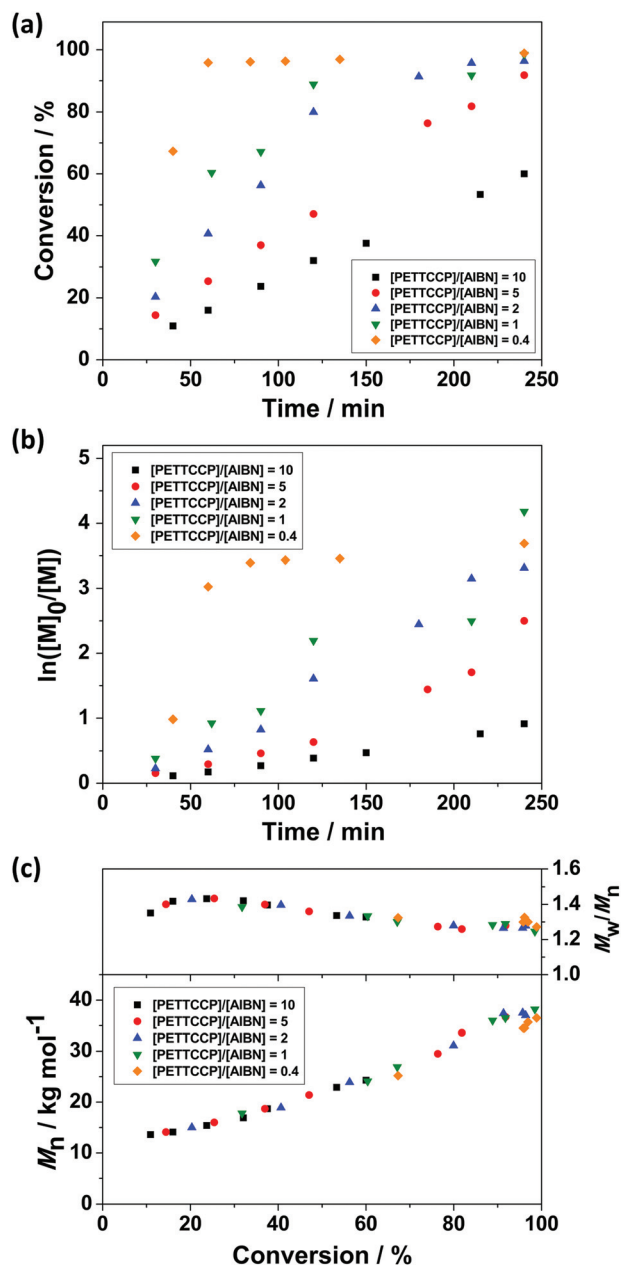 (a)
100
80
60
40
20
0
Conversion / %
[PETTCCP]/[AIBN] = 10
[PETTCCP]/[AIBN] = 5
[PETTCCP]/[AIBN] = 2
[PETTCCP]/[AIBN] = 1
[PETTCCP]/[AIBN] = 0.4
0 50 100 150 200 250
Time / min
(b)
5
4
3
2
1
0
ln([M]0/[M])
[PETTCCP]/[AIBN] = 10
[PETTCCP]/[AIBN] = 5
[PETTCCP]/[AIBN] = 2
[PETTCCP]/[AIBN] = 1
[PETTCCP]/[AIBN] = 0.4
0 50 100 150 200 250
Time / min
(c)
1.6
1.4
1.2
1.0
Mw/Mn
40
30
20
10
0
Mn / kg mol⁻¹
[PETTCCP]/[AIBN] = 10
[PETTCCP]/[AIBN] = 5
[PETTCCP]/[AIBN] = 2
[PETTCCP]/[AIBN] = 1
[PETTCCP]/[AIBN] = 0.4
0 20 40 60 80 100
Conversion / %